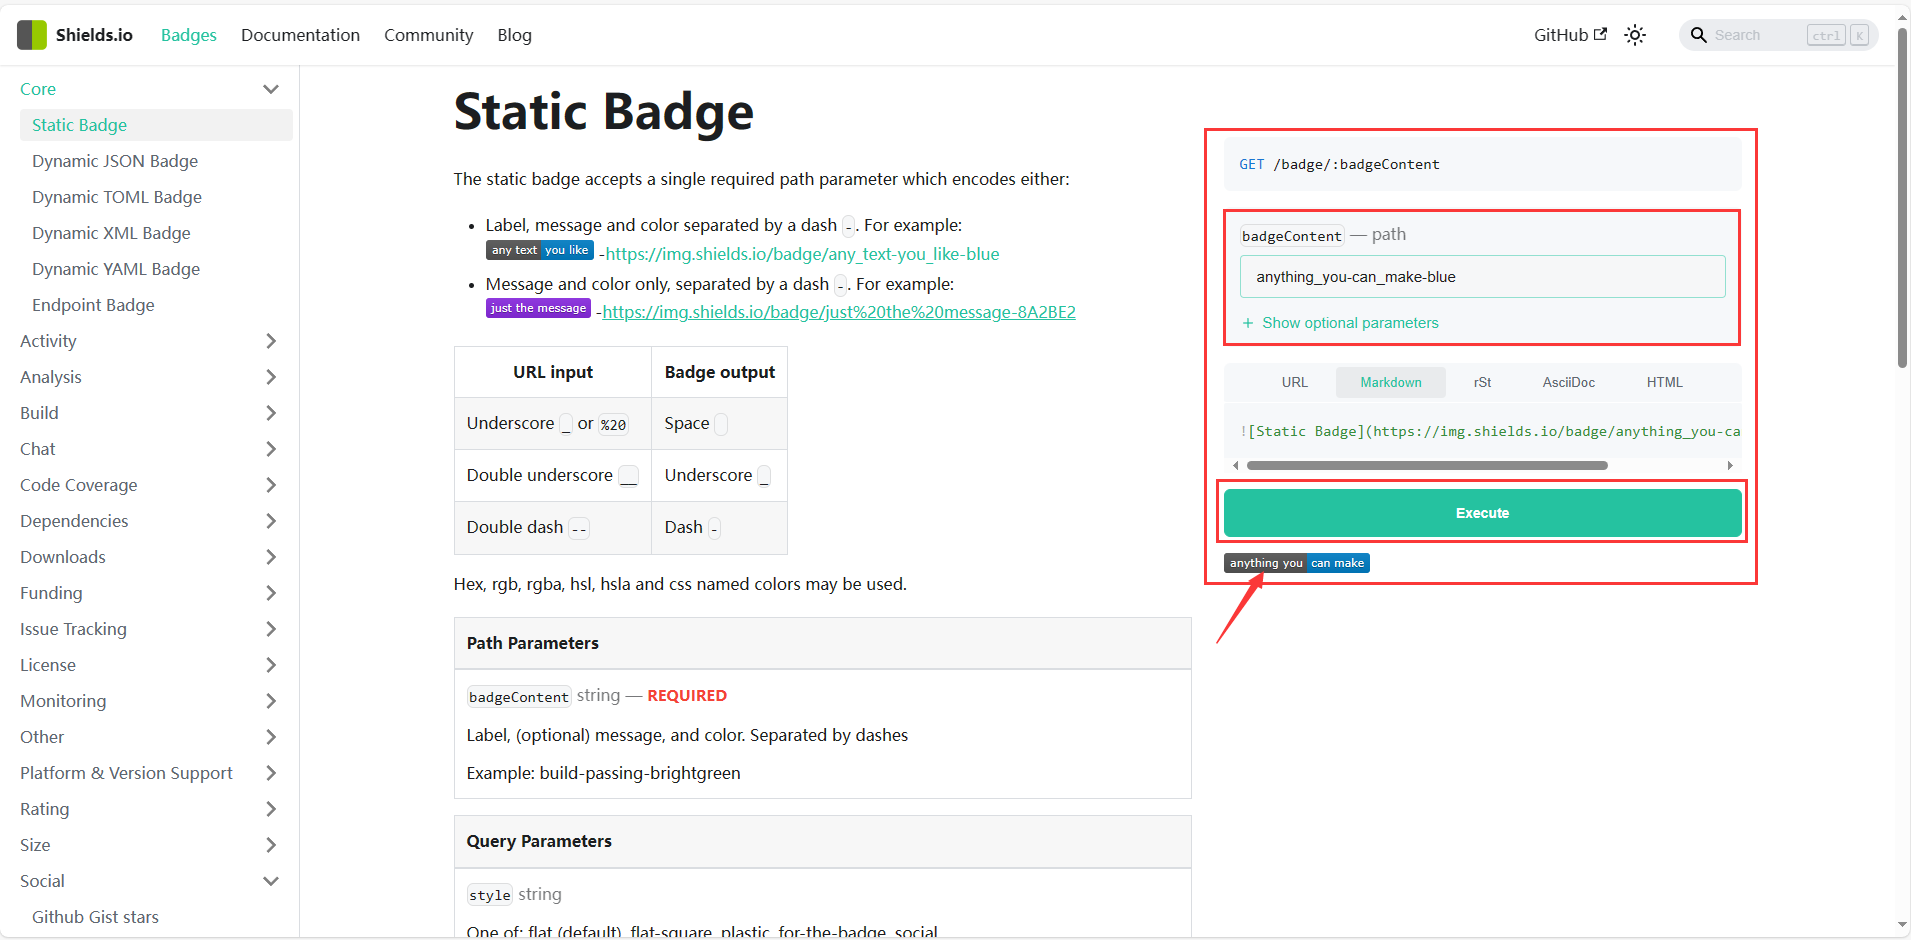 Shields.io Badges Documentation Community Blog GitHub Search ctrl K
Core
Static Badge
Dynamic JSON Badge
Dynamic TOML Badge
Dynamic XML Badge
Dynamic YAML Badge
Endpoint Badge
Activity
Analysis
Build
Chat
Code Coverage
Dependencies
Downloads
Funding
Issue Tracking
License
Monitoring
Other
Platform & Version Support
Rating
Size
Social
Github Gist stars
Static Badge
The static badge accepts a single required path parameter which encodes either:
• Label, message and color separated by a dash -. For example:
any text you like -https://img.shields.io/badge/any_text-you_like-blue
• Message and color only, separated by a dash -. For example:
just the message -https://img.shields.io/badge/just%20the%20message-8A2BE2
URL input Badge output
Underscore _ or %20 Space
Double underscore __ Underscore _
Double dash -- Dash -
Hex, rgb, rgba, hsl, hsla and css named colors may be used.
Path Parameters
badgeContent string — REQUIRED
Label, (optional) message, and color. Separated by dashes
Example: build-passing-brightgreen
Query Parameters
style string
One of: flat (default), flat-square, plastic, for-the-badge, social
GET /badge/:badgeContent
badgeContent — path
anything_you-can_make-blue
+ Show optional parameters
URL Markdown rSt AsciiDoc HTML
![Static Badge](https://img.shields.io/badge/anything_you-ca
Execute
anything you can make